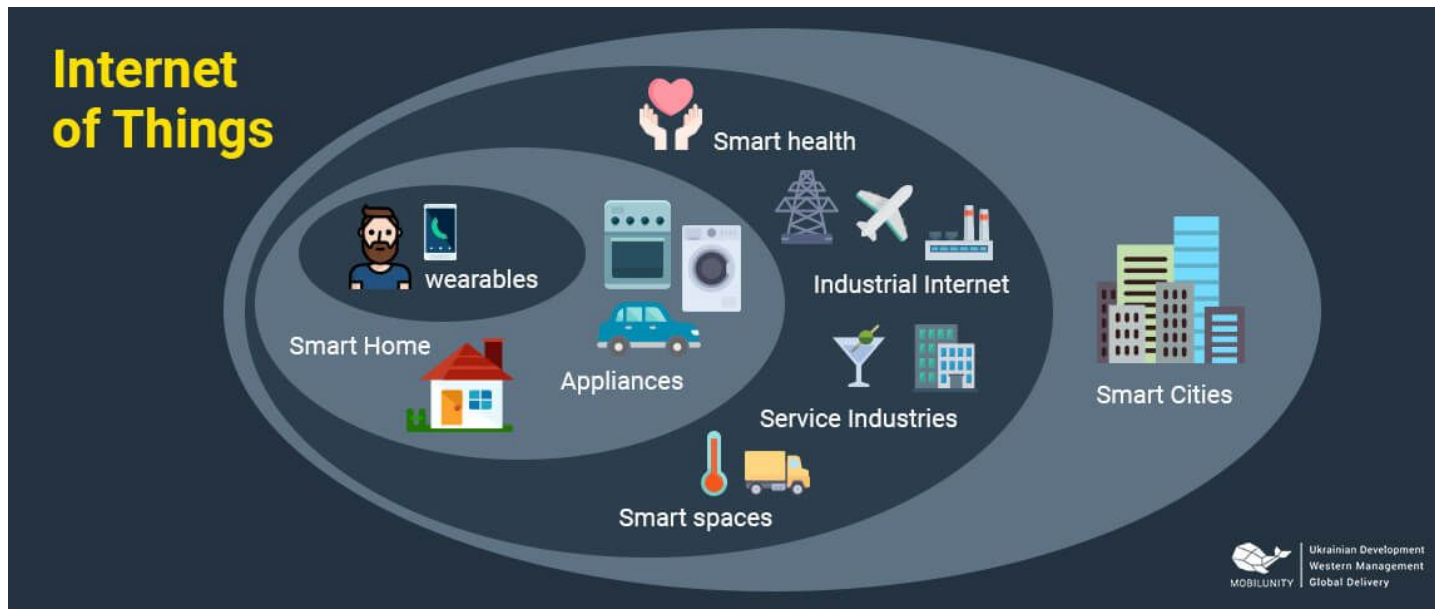 Internet
of Things
Smart health
wearables
Industrial Internet
Smart Home
Appliances
Smart Cities
Service Industries
Smart spaces
MOBILUNITY
Ukrainian Development
Western Management
Global Delivery